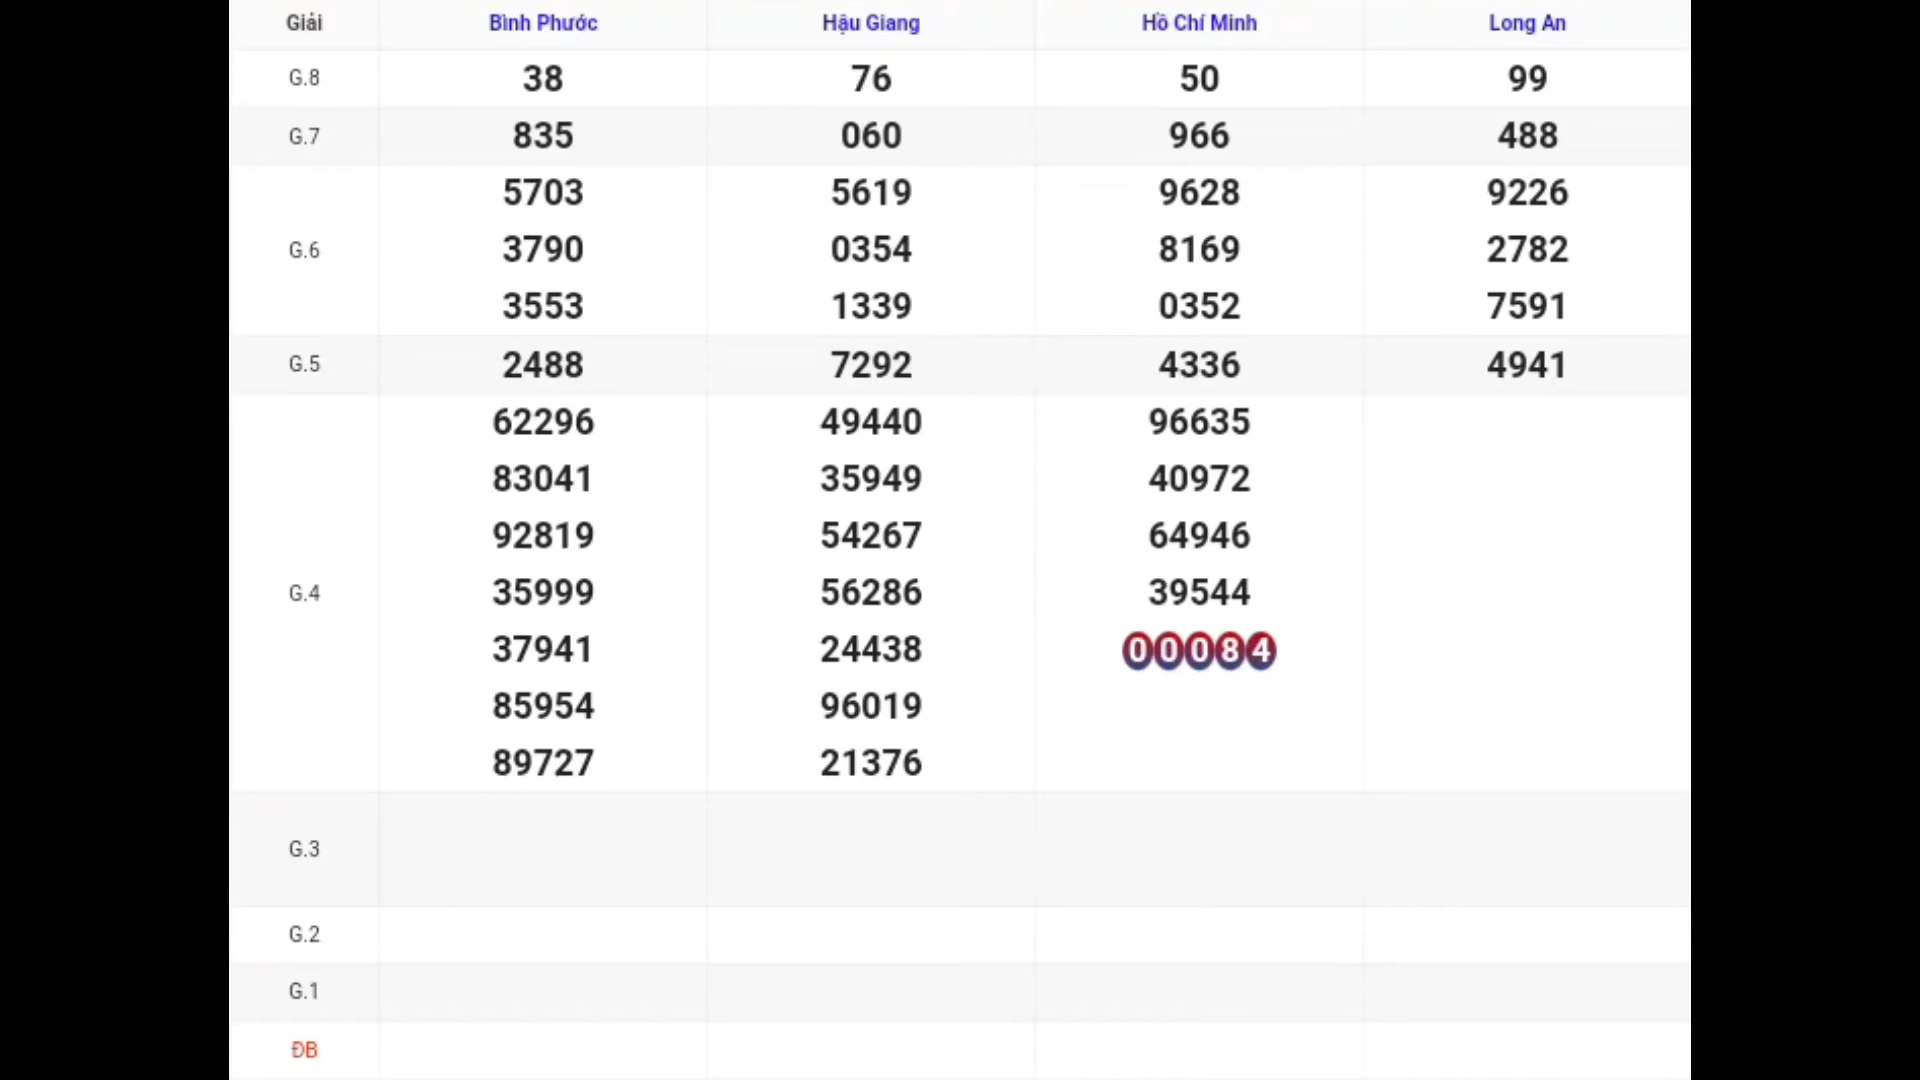 Giải Bình Phước Hậu Giang Hồ Chí Minh Long An
G.8 38 76 50 99
G.7 835 060 966 488
5703 5619 9628 9226
G.6 3790 0354 8169 2782
3553 1339 0352 7591
G.5 2488 7292 4336 4941
62296 49440 96635
83041 35949 40972
92819 54267 64946
G.4 35999 56286 39544
37941 24438 00084
85954 96019
89727 21376
G.3
G.2
G.1
ĐB